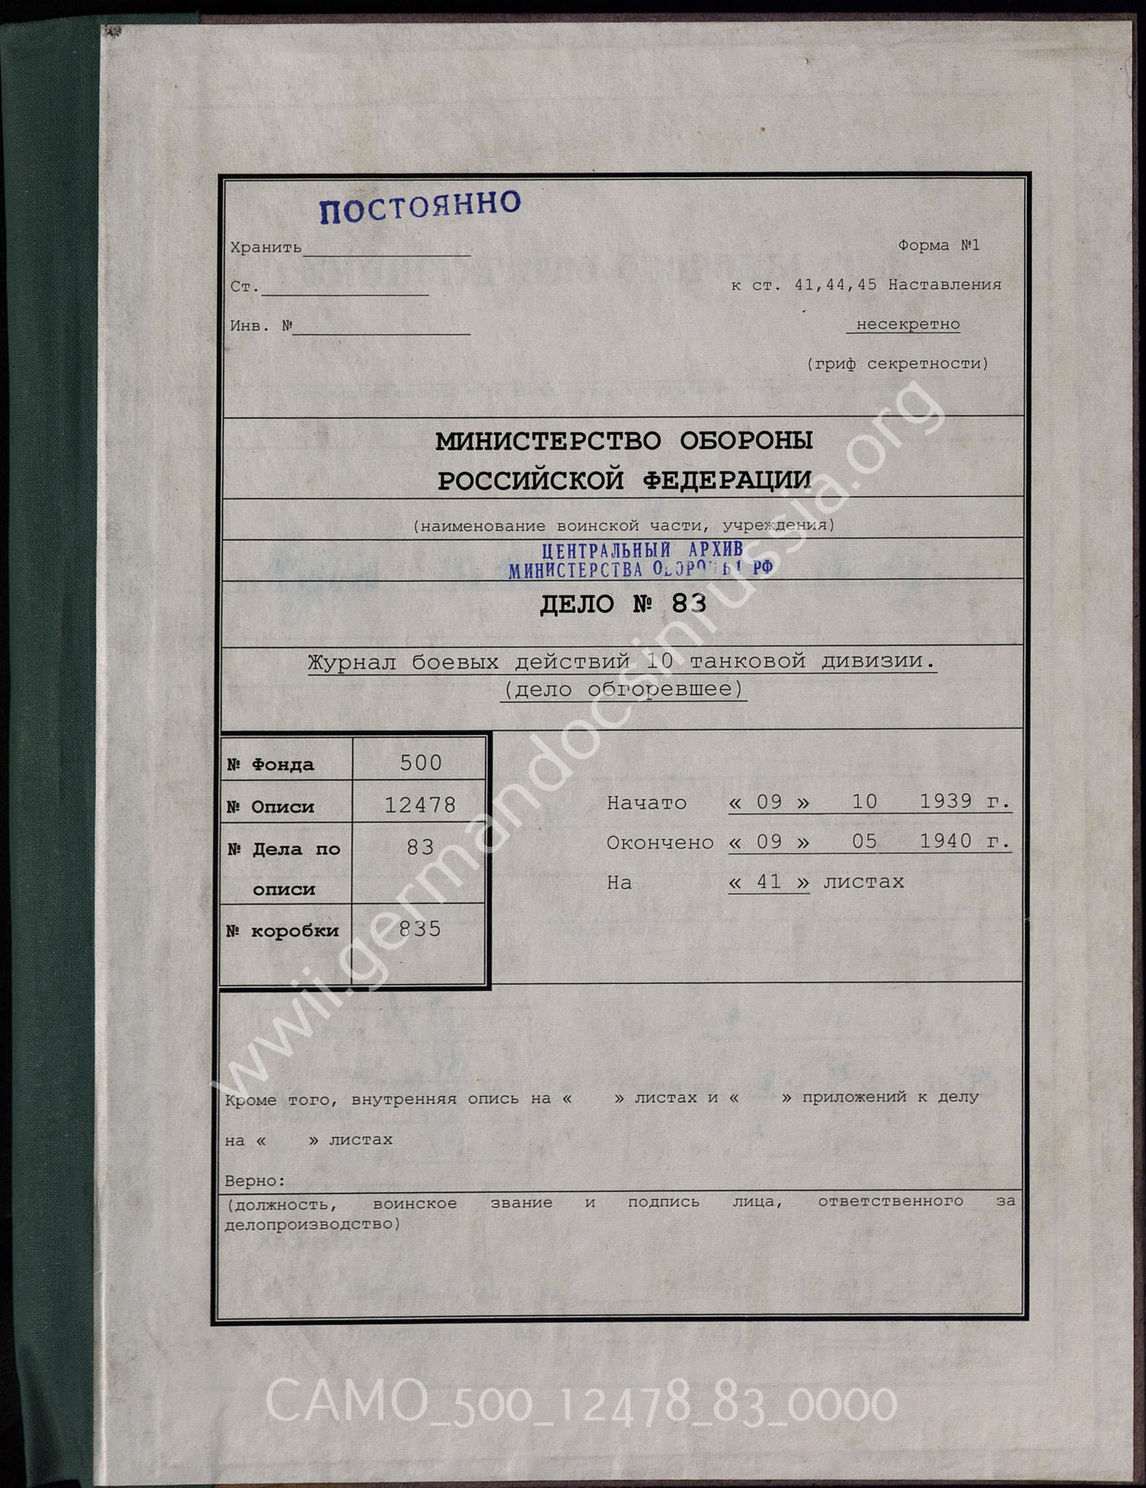 ПОСТОЯННО
Хранить
Форма №1
Ст.
к ст. 41,44,45 Наставления
Инв. №
несекретно
(гриф секретности)
МИНИСТЕРСТВО ОБОРОНЫ
РОССИЙСКОЙ ФЕДЕРАЦИИ
(наименование воинской части, учреждения)
ЦЕНТРАЛЬНЫЙ АРХИВ
МИНИСТЕРСТВА ОБОРОНЫ РФ
ДЕЛО № 83
Журнал боевых действий 10 танковой дивизии.
(дело обгоревшее)
№ Фонда 500
№ Описи 12478
№ Дела по 83
описи
№ коробки 835
Начато « 09 » 10 1939 г.
Окончено « 09 » 05 1940 г.
На « 41 » листах
Кроме того, внутренняя опись на « » листах и « » приложений к делу
на « » листах
Верно:
(должность, воинское звание и подпись лица, ответственного за
делопроизводство)
wwii.germandocsinrussia.org
CAMO_500_12478_83_0000